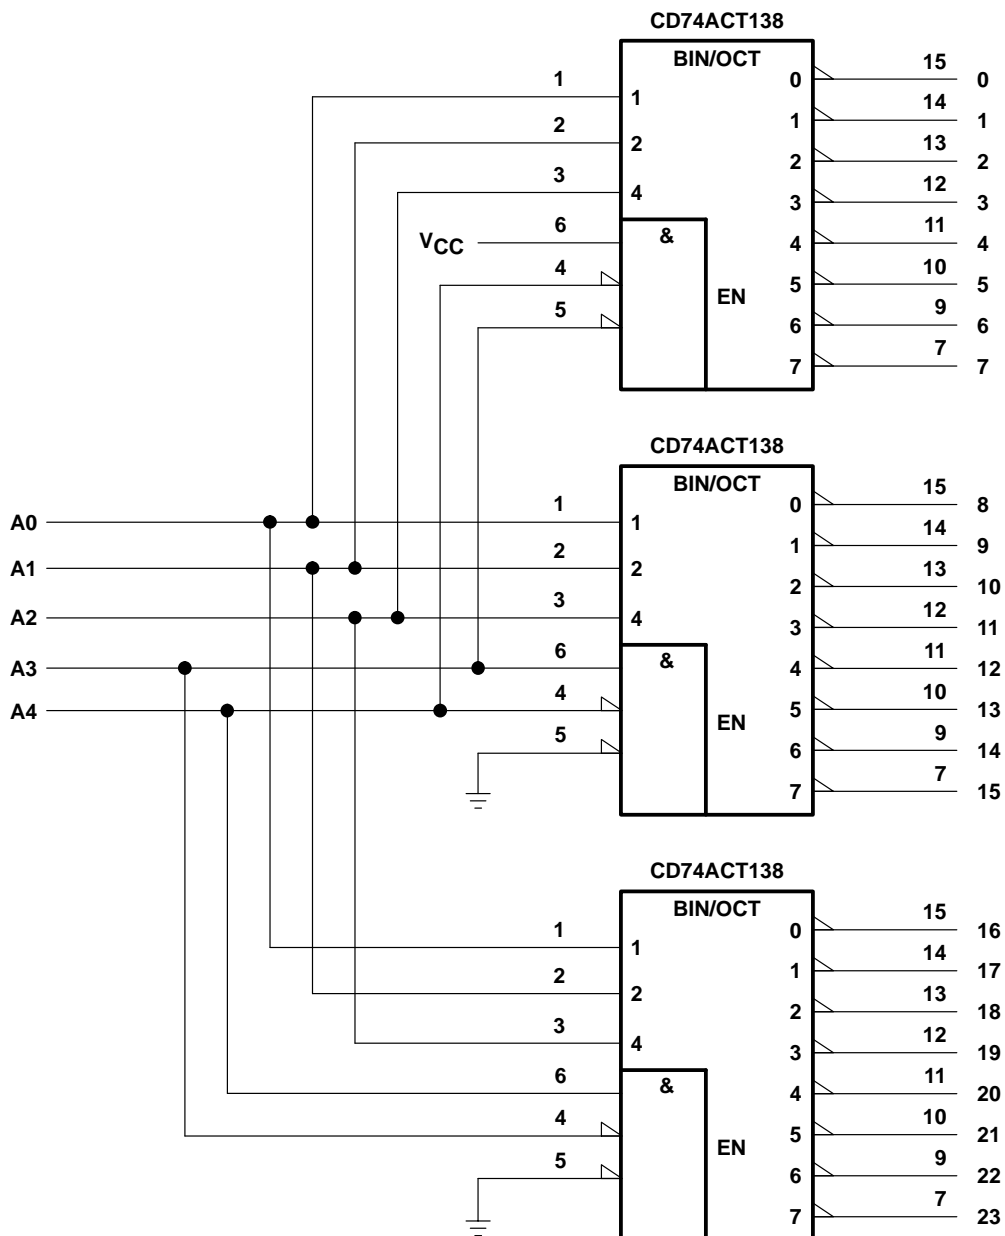 CD74ACT138
BIN/OCT
1 1
2 2
3 4
VCC 6 &
4
5 EN
0 15 0
1 14 1
2 13 2
3 12 3
4 11 4
5 10 5
6 9 6
7 7 7
CD74ACT138
BIN/OCT
A0 1 1
A1 2 2
A2 3 4
A3 6 &
A4 4
5 EN
0 15 8
1 14 9
2 13 10
3 12 11
4 11 12
5 10 13
6 9 14
7 7 15
CD74ACT138
BIN/OCT
1 1
2 2
3 4
6 &
4
5 EN
0 15 16
1 14 17
2 13 18
3 12 19
4 11 20
5 10 21
6 9 22
7 7 23